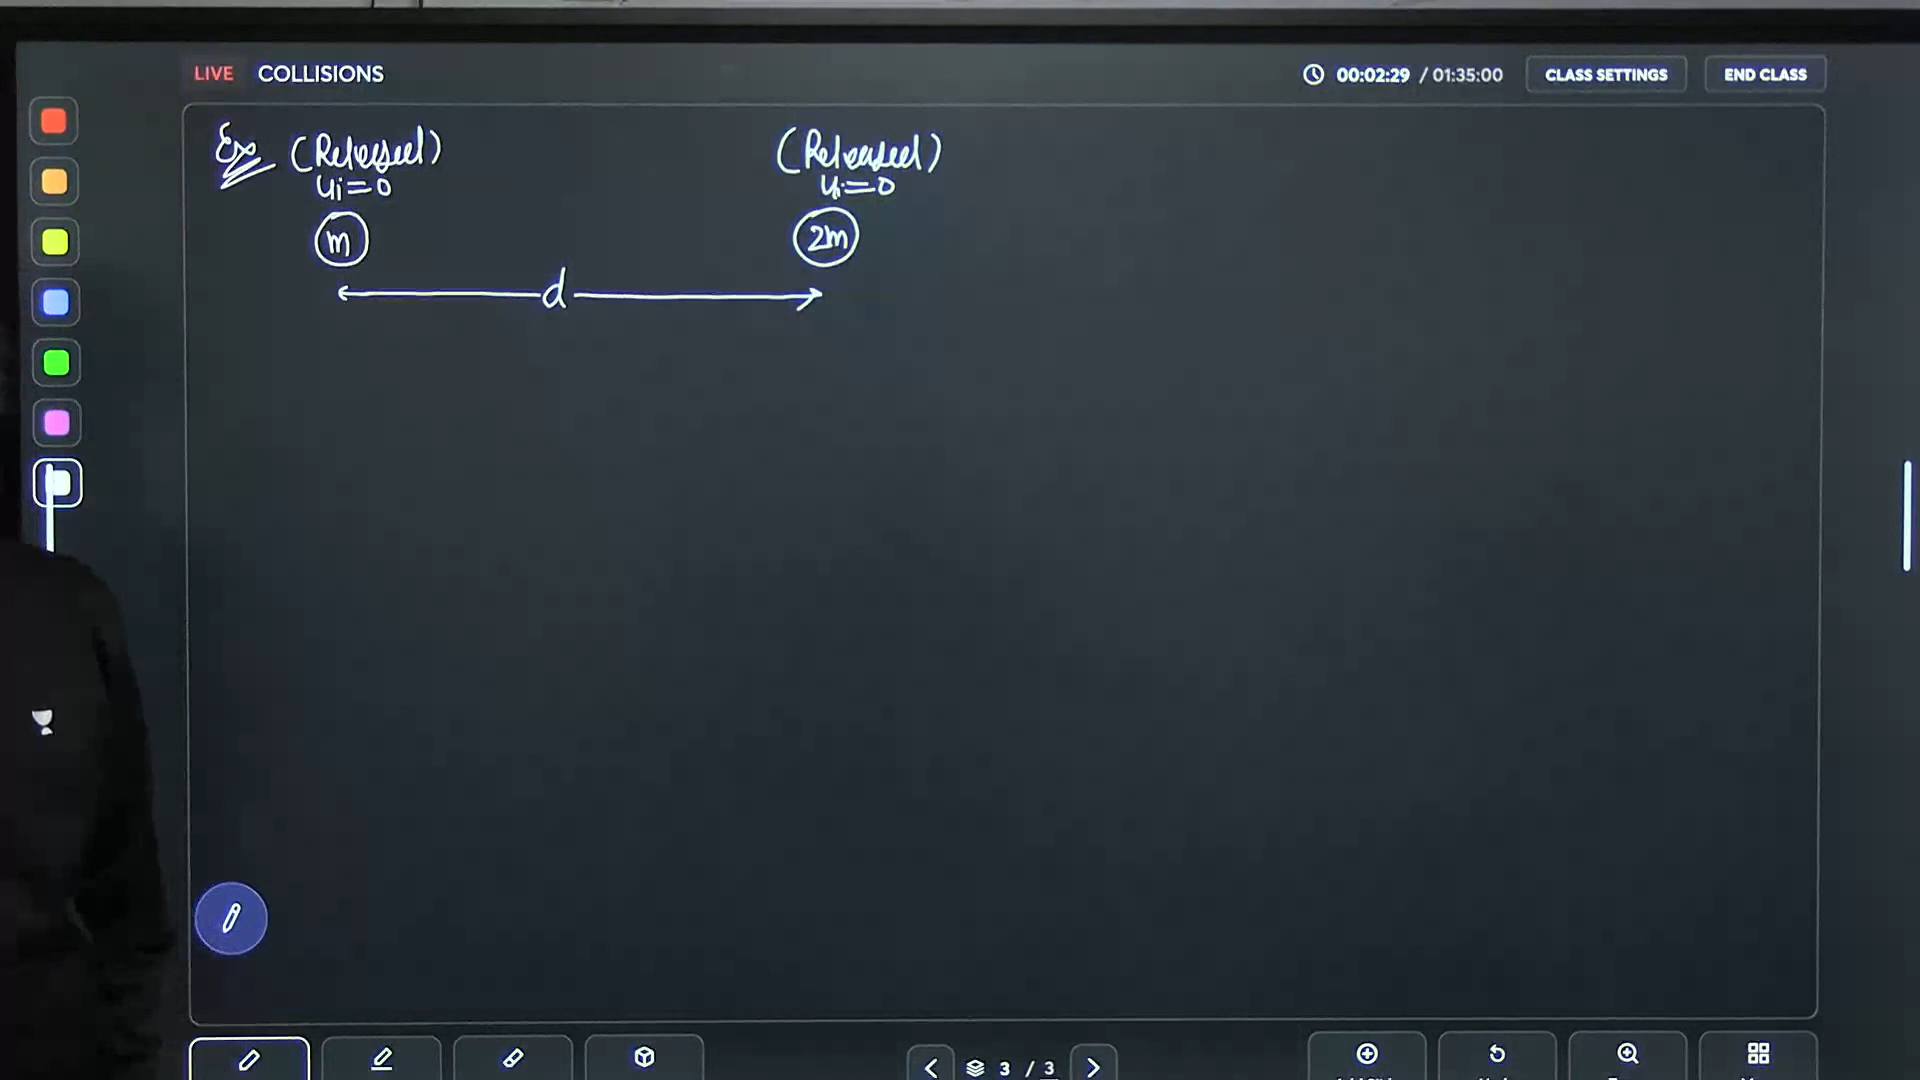 LIVE COLLISIONS 00:02:29 / 01:35:00 CLASS SETTINGS END CLASS
Ex (Released) (Released)
ui=0 ui=0
m 2m
d
3 / 3